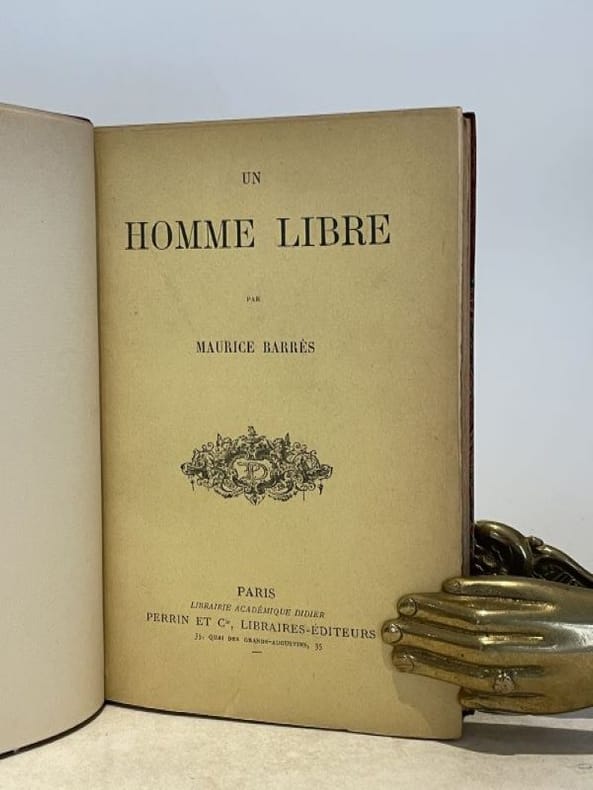 UN
HOMME LIBRE
PAR
MAURICE BARRÈS
PARIS
LIBRAIRIE ACADÉMIQUE DIDIER
PERRIN ET Cie, LIBRAIRES-ÉDITEURS
35, QUAI DES GRANDS-AUGUSTINS, 35